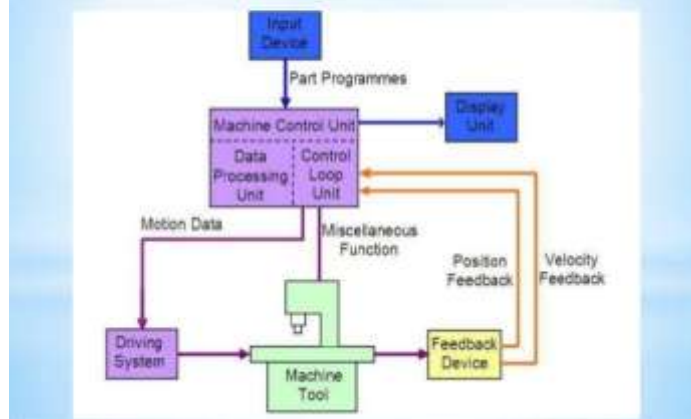 Input
Device
Part Programmes
Machine Control Unit
Display
Unit
Data
Processing
Unit
Control
Loop
Unit
Motion Data
Miscellaneous
Function
Position
Feedback
Velocity
Feedback
Driving
System
Machine
Tool
Feedback
Device